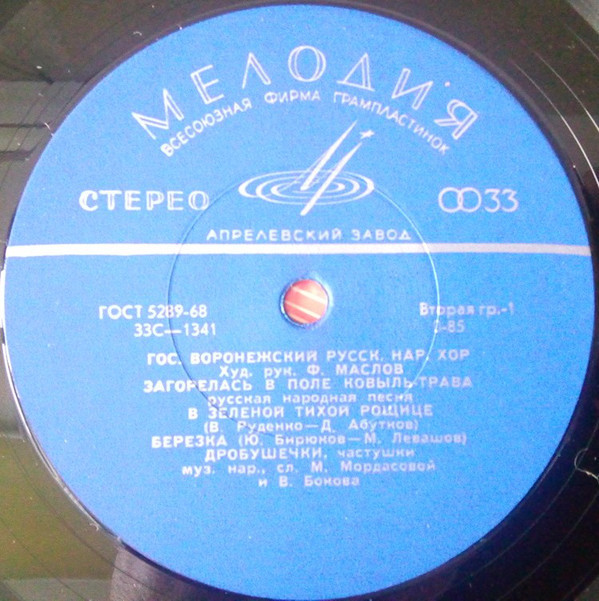 МЕЛОДИЯ
ВСЕСОЮЗНАЯ ФИРМА ГРАМПЛАСТИНОК
СТЕРЕО 33
АПРЕЛЕВСКИЙ ЗАВОД
ГОСТ 5289-68 Вторая гр.-1
33С—1341 1-85
ГОС. ВОРОНЕЖСКИЙ РУССК. НАР. ХОР
Худ. рук. Ф. МАСЛОВ
ЗАГОРЕЛАСЬ В ПОЛЕ КОВЫЛЬ-ТРАВА
русская народная песня
В ЗЕЛЕНОЙ ТИХОЙ РОЩИЦЕ
(В. Руденко—Д. Абутков)
БЕРЕЗКА (Ю. Бирюков—М. Левашов)
ДРОБУШЕЧКИ, частушки
муз. нар., сл. М. Мордасовой
и В. Бокова